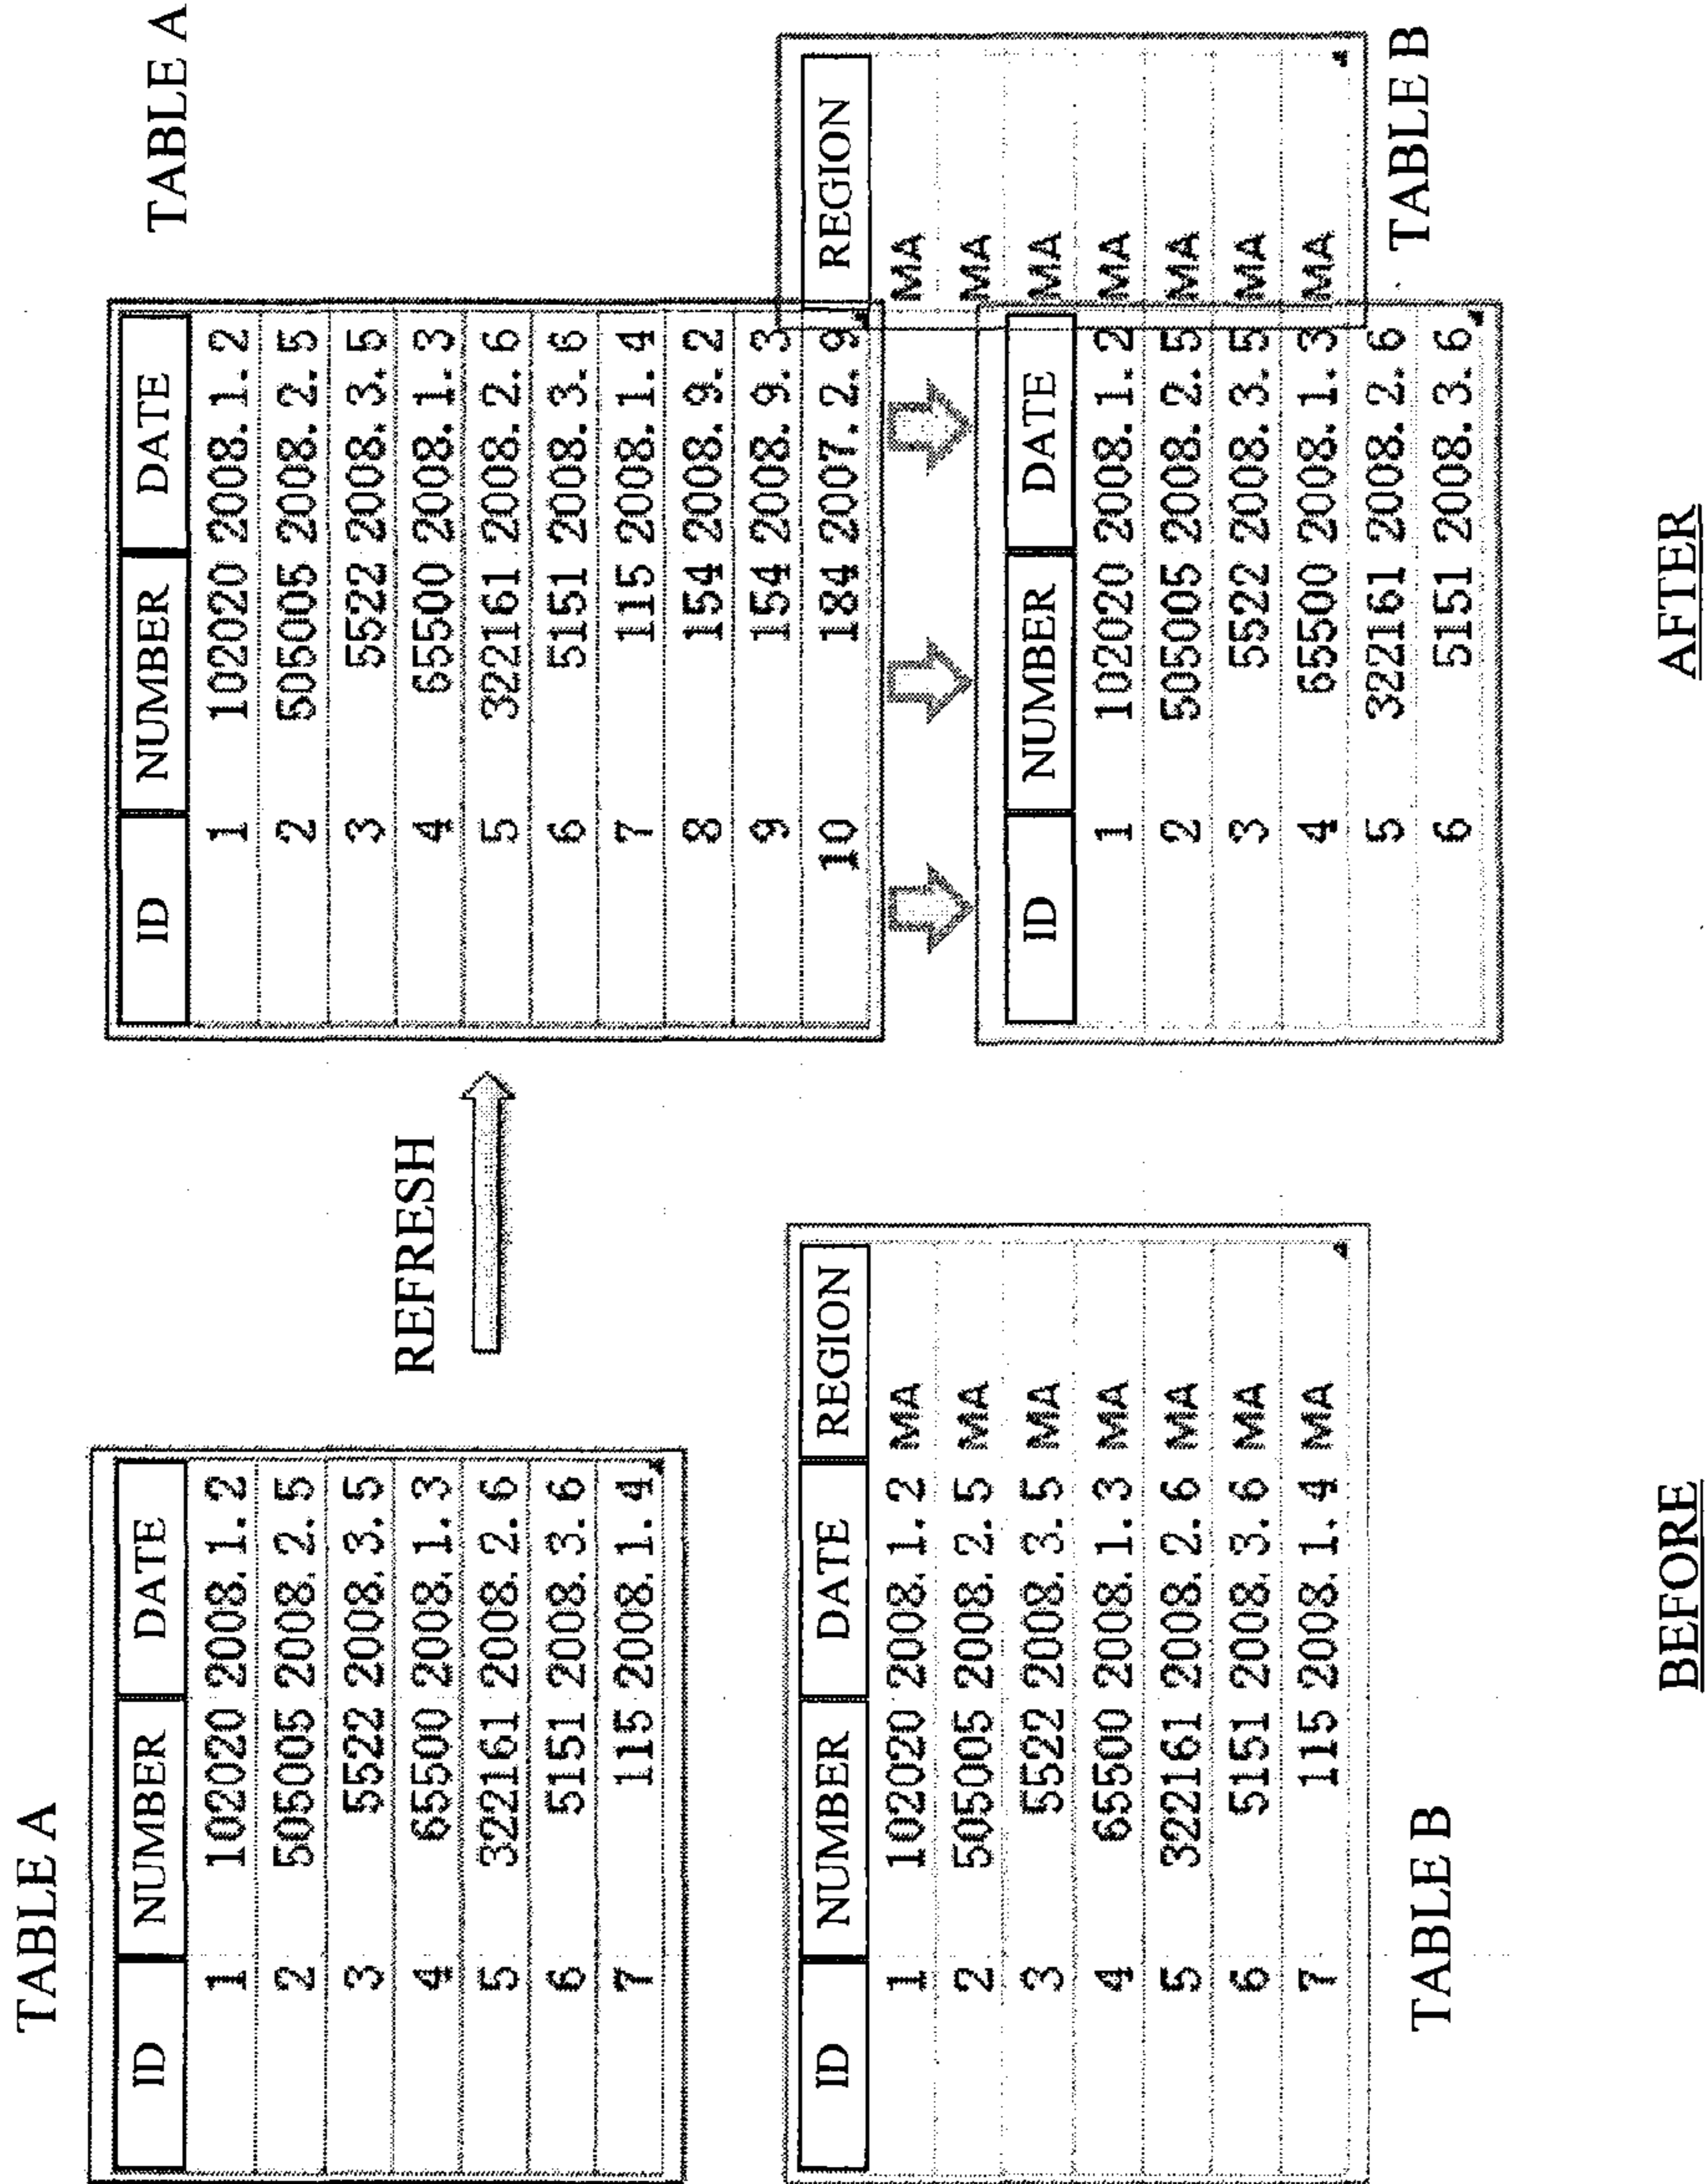 TABLE A
ID NUMBER DATE
1 102020 2008. 1. 2
2 505005 2008. 2. 5
3 5522 2008. 3. 5
4 65500 2008. 1. 3
5 322161 2008. 2. 6
6 5151 2008. 3. 6
7 115 2008. 1. 4
ID NUMBER DATE REGION
1 102020 2008. 1. 2 MA
2 505005 2008. 2. 5 MA
3 5522 2008. 3. 5 MA
4 65500 2008. 1. 3 MA
5 322161 2008. 2. 6 MA
6 5151 2008. 3. 6 MA
7 115 2008. 1. 4 MA
TABLE B
BEFORE
REFRESH
TABLE A
ID NUMBER DATE
1 102020 2008. 1. 2
2 505005 2008. 2. 5
3 5522 2008. 3. 5
4 65500 2008. 1. 3
5 322161 2008. 2. 6
6 5151 2008. 3. 6
7 115 2008. 1. 4
8 154 2008. 9. 2
9 154 2008. 9. 3
10 184 2007. 2. 9
REGION
MA
MA
MA
MA
MA
MA
MA
ID NUMBER DATE
1 102020 2008. 1. 2
2 505005 2008. 2. 5
3 5522 2008. 3. 5
4 65500 2008. 1. 3
5 322161 2008. 2. 6
6 5151 2008. 3. 6
TABLE B
AFTER